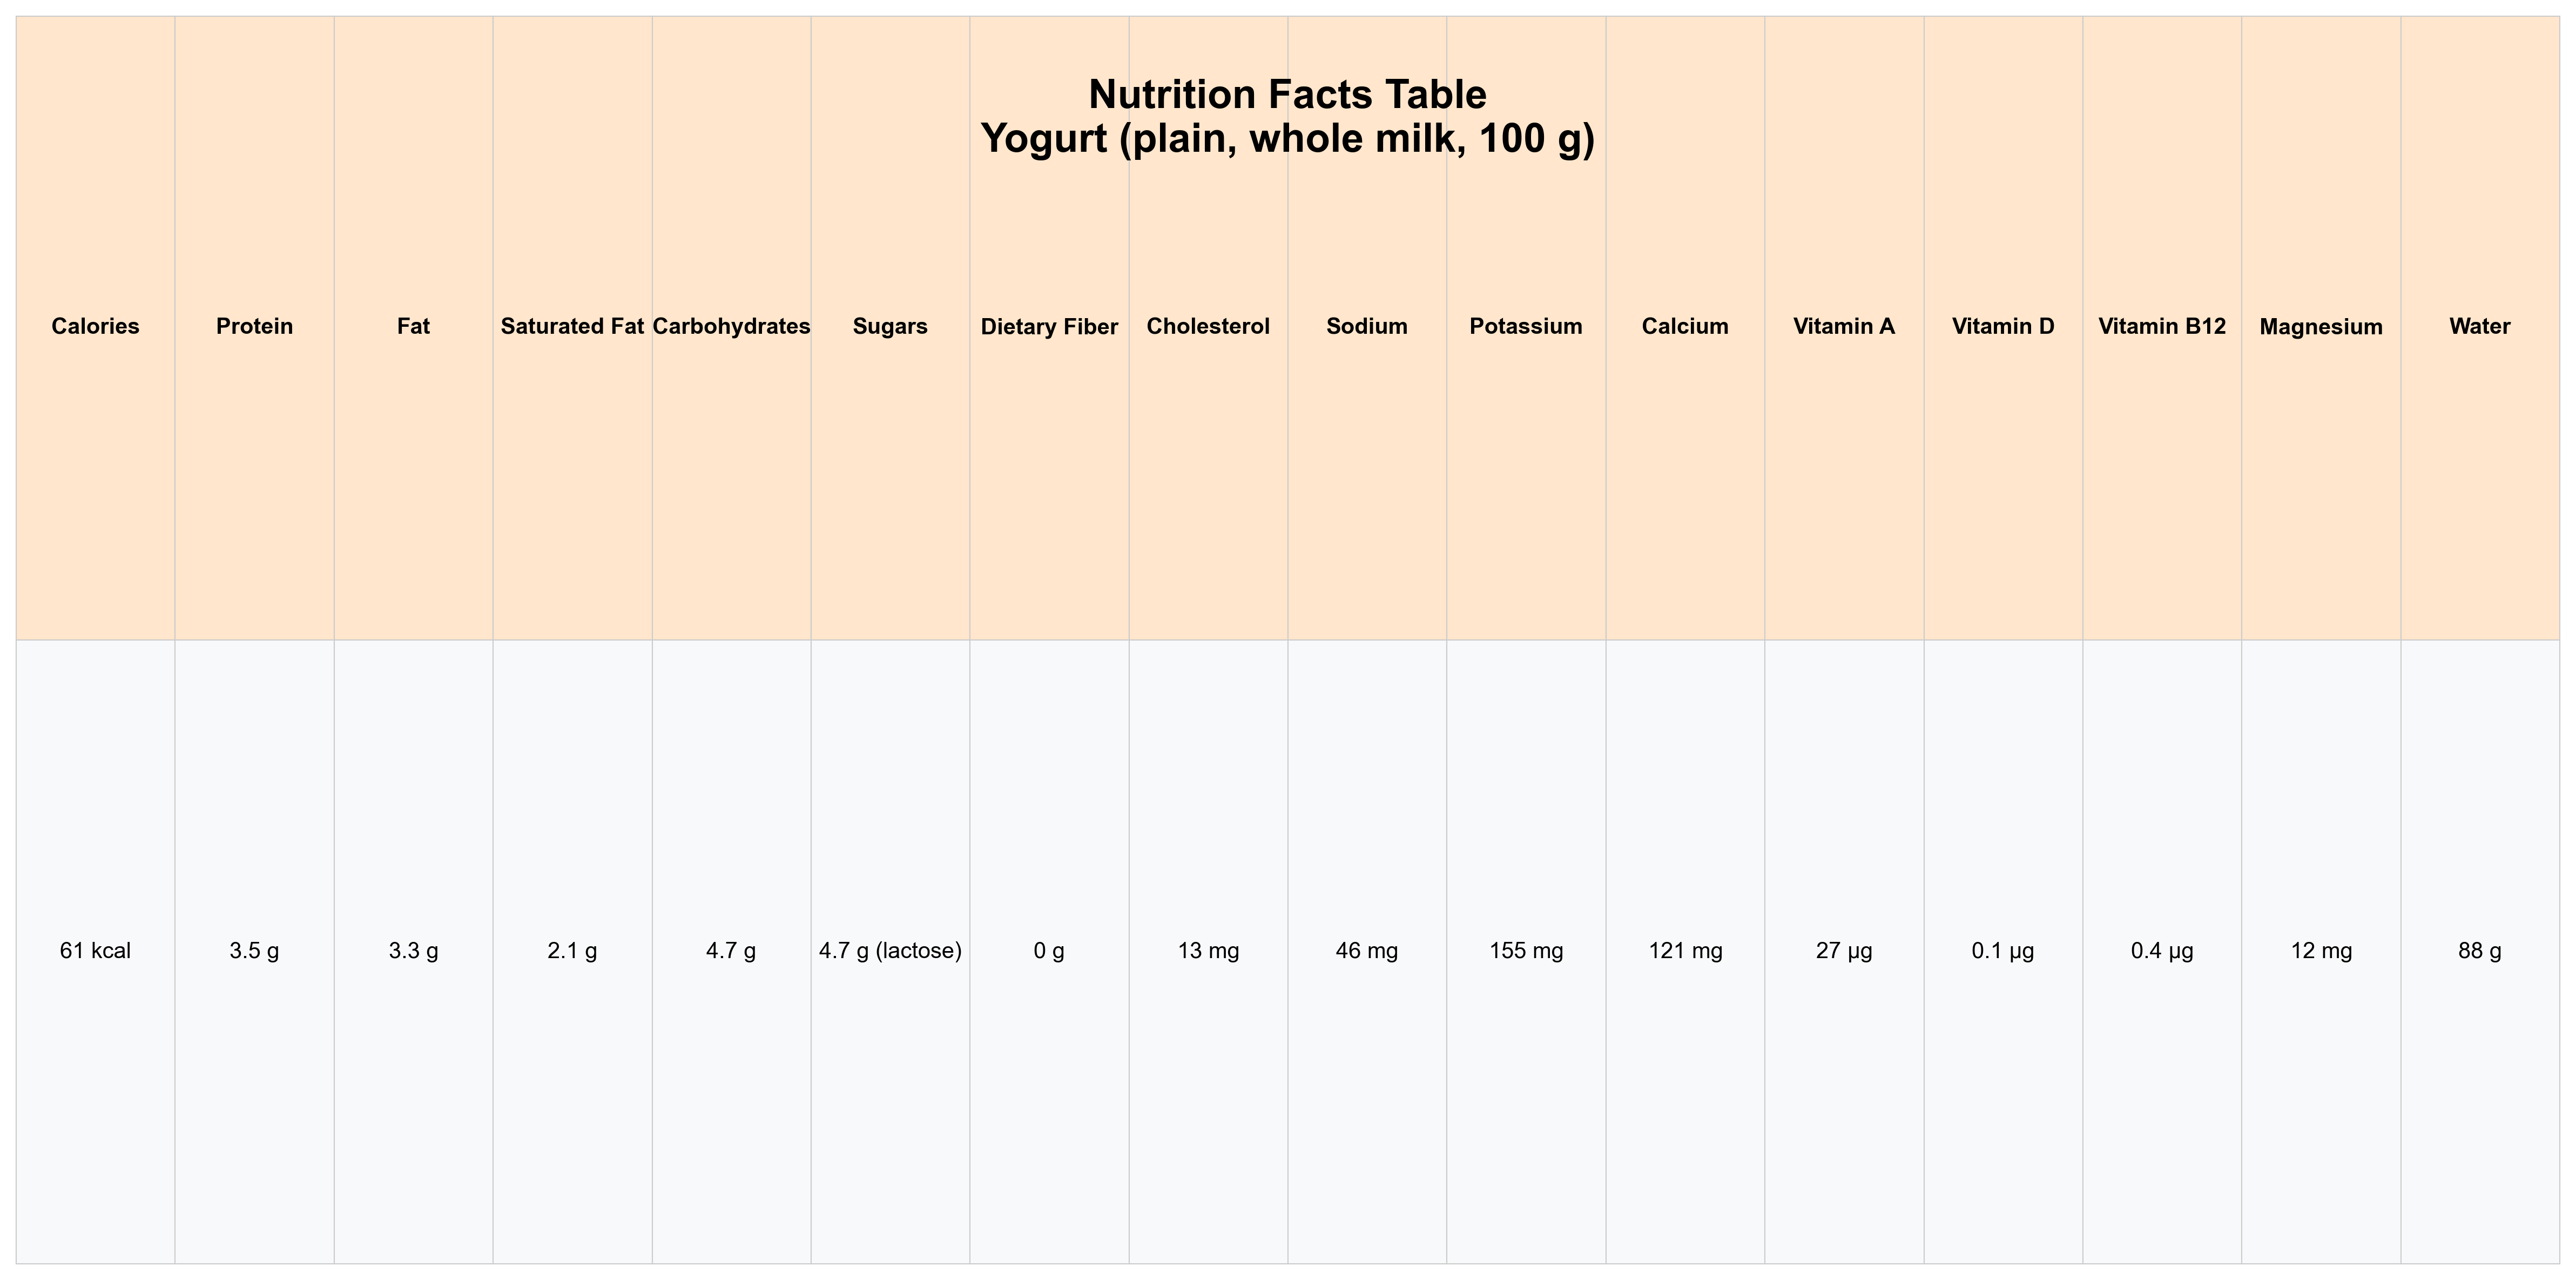 Nutrition Facts Table
Yogurt (plain, whole milk, 100 g)
Calories Protein Fat Saturated Fat Carbohydrates Sugars Dietary Fiber Cholesterol Sodium Potassium Calcium Vitamin A Vitamin D Vitamin B12 Magnesium Water
61 kcal 3.5 g 3.3 g 2.1 g 4.7 g 4.7 g (lactose) 0 g 13 mg 46 mg 155 mg 121 mg 27 µg 0.1 µg 0.4 µg 12 mg 88 g